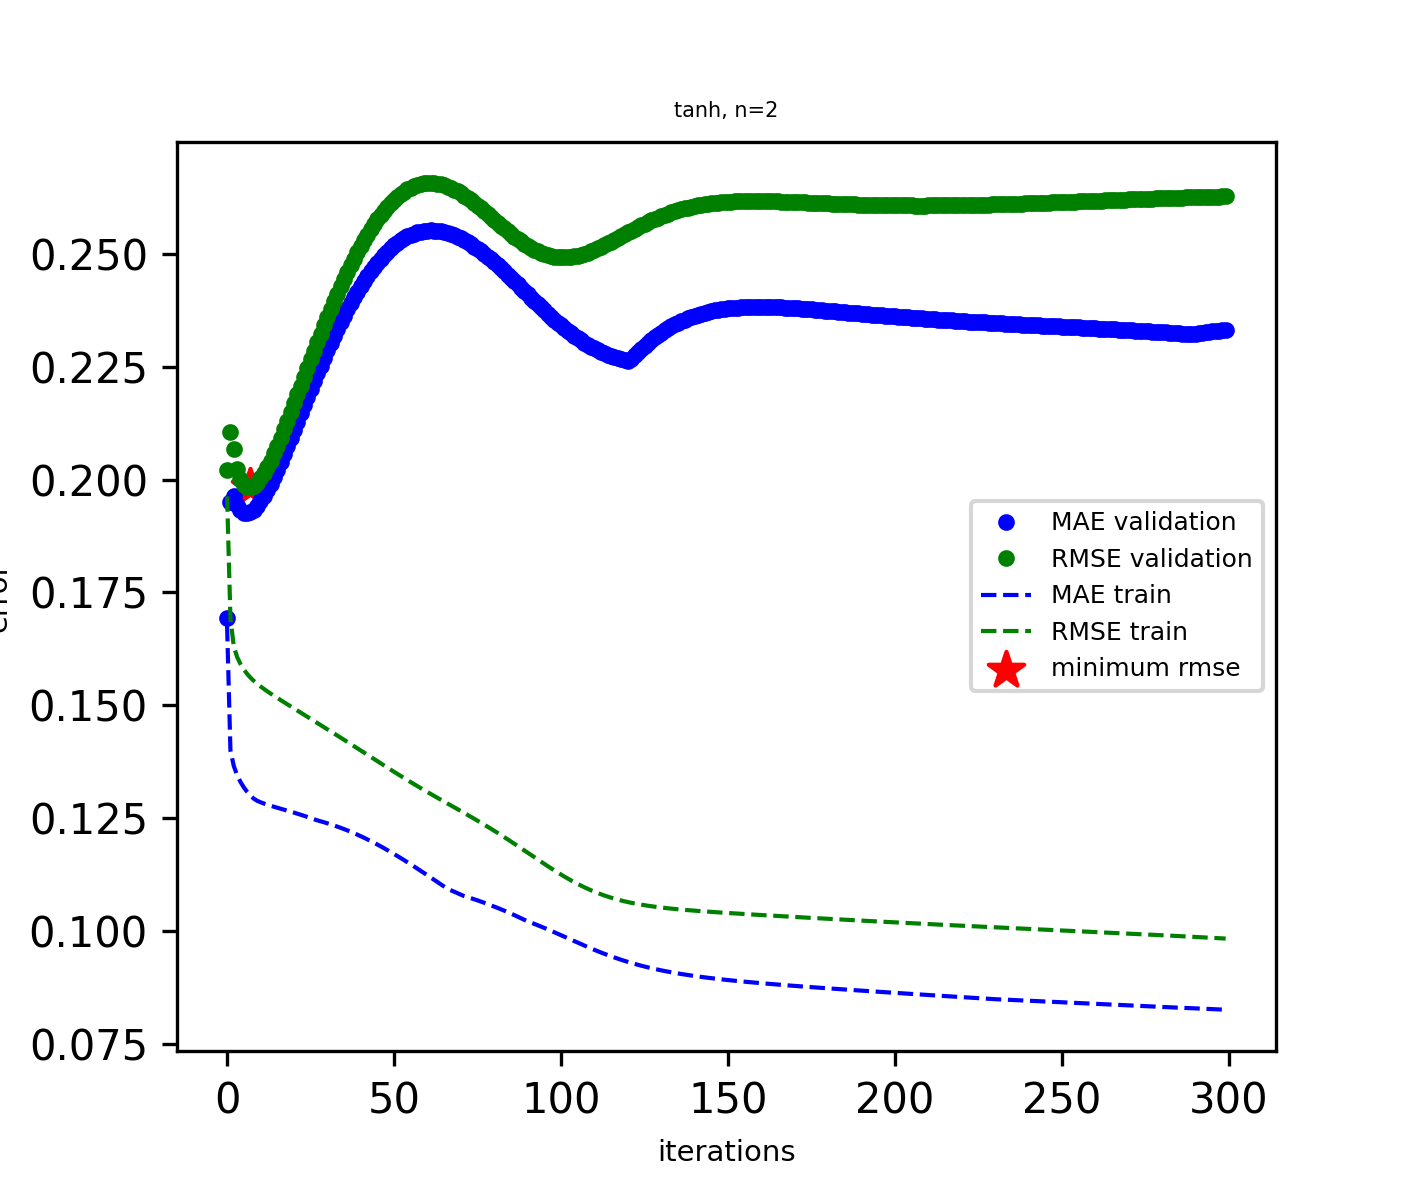 tanh, n=2
0.250
0.225
0.200
0.175
0.150
0.125
0.100
0.075
0 50 100 150 200 250 300
iterations
MAE validation
RMSE validation
MAE train
RMSE train
minimum rmse